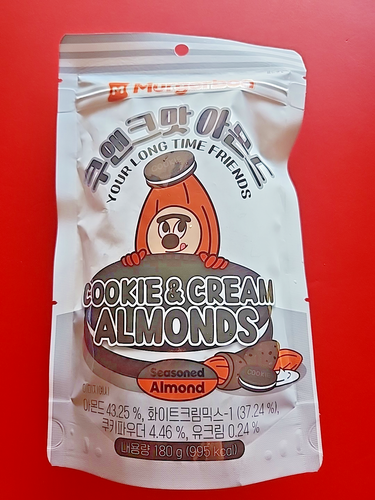 쿠앤크맛 아몬드
YOUR LONG TIME FRIENDS
COOKIE & CREAM
ALMONDS
Seasoned
Almond
COOKIE
아몬드 43.25 %, 화이트크림믹스-1 (37.24 %),
쿠키파우더 4.46 %, 유크림 0.24 %
내용량 180 g (995 kcal)